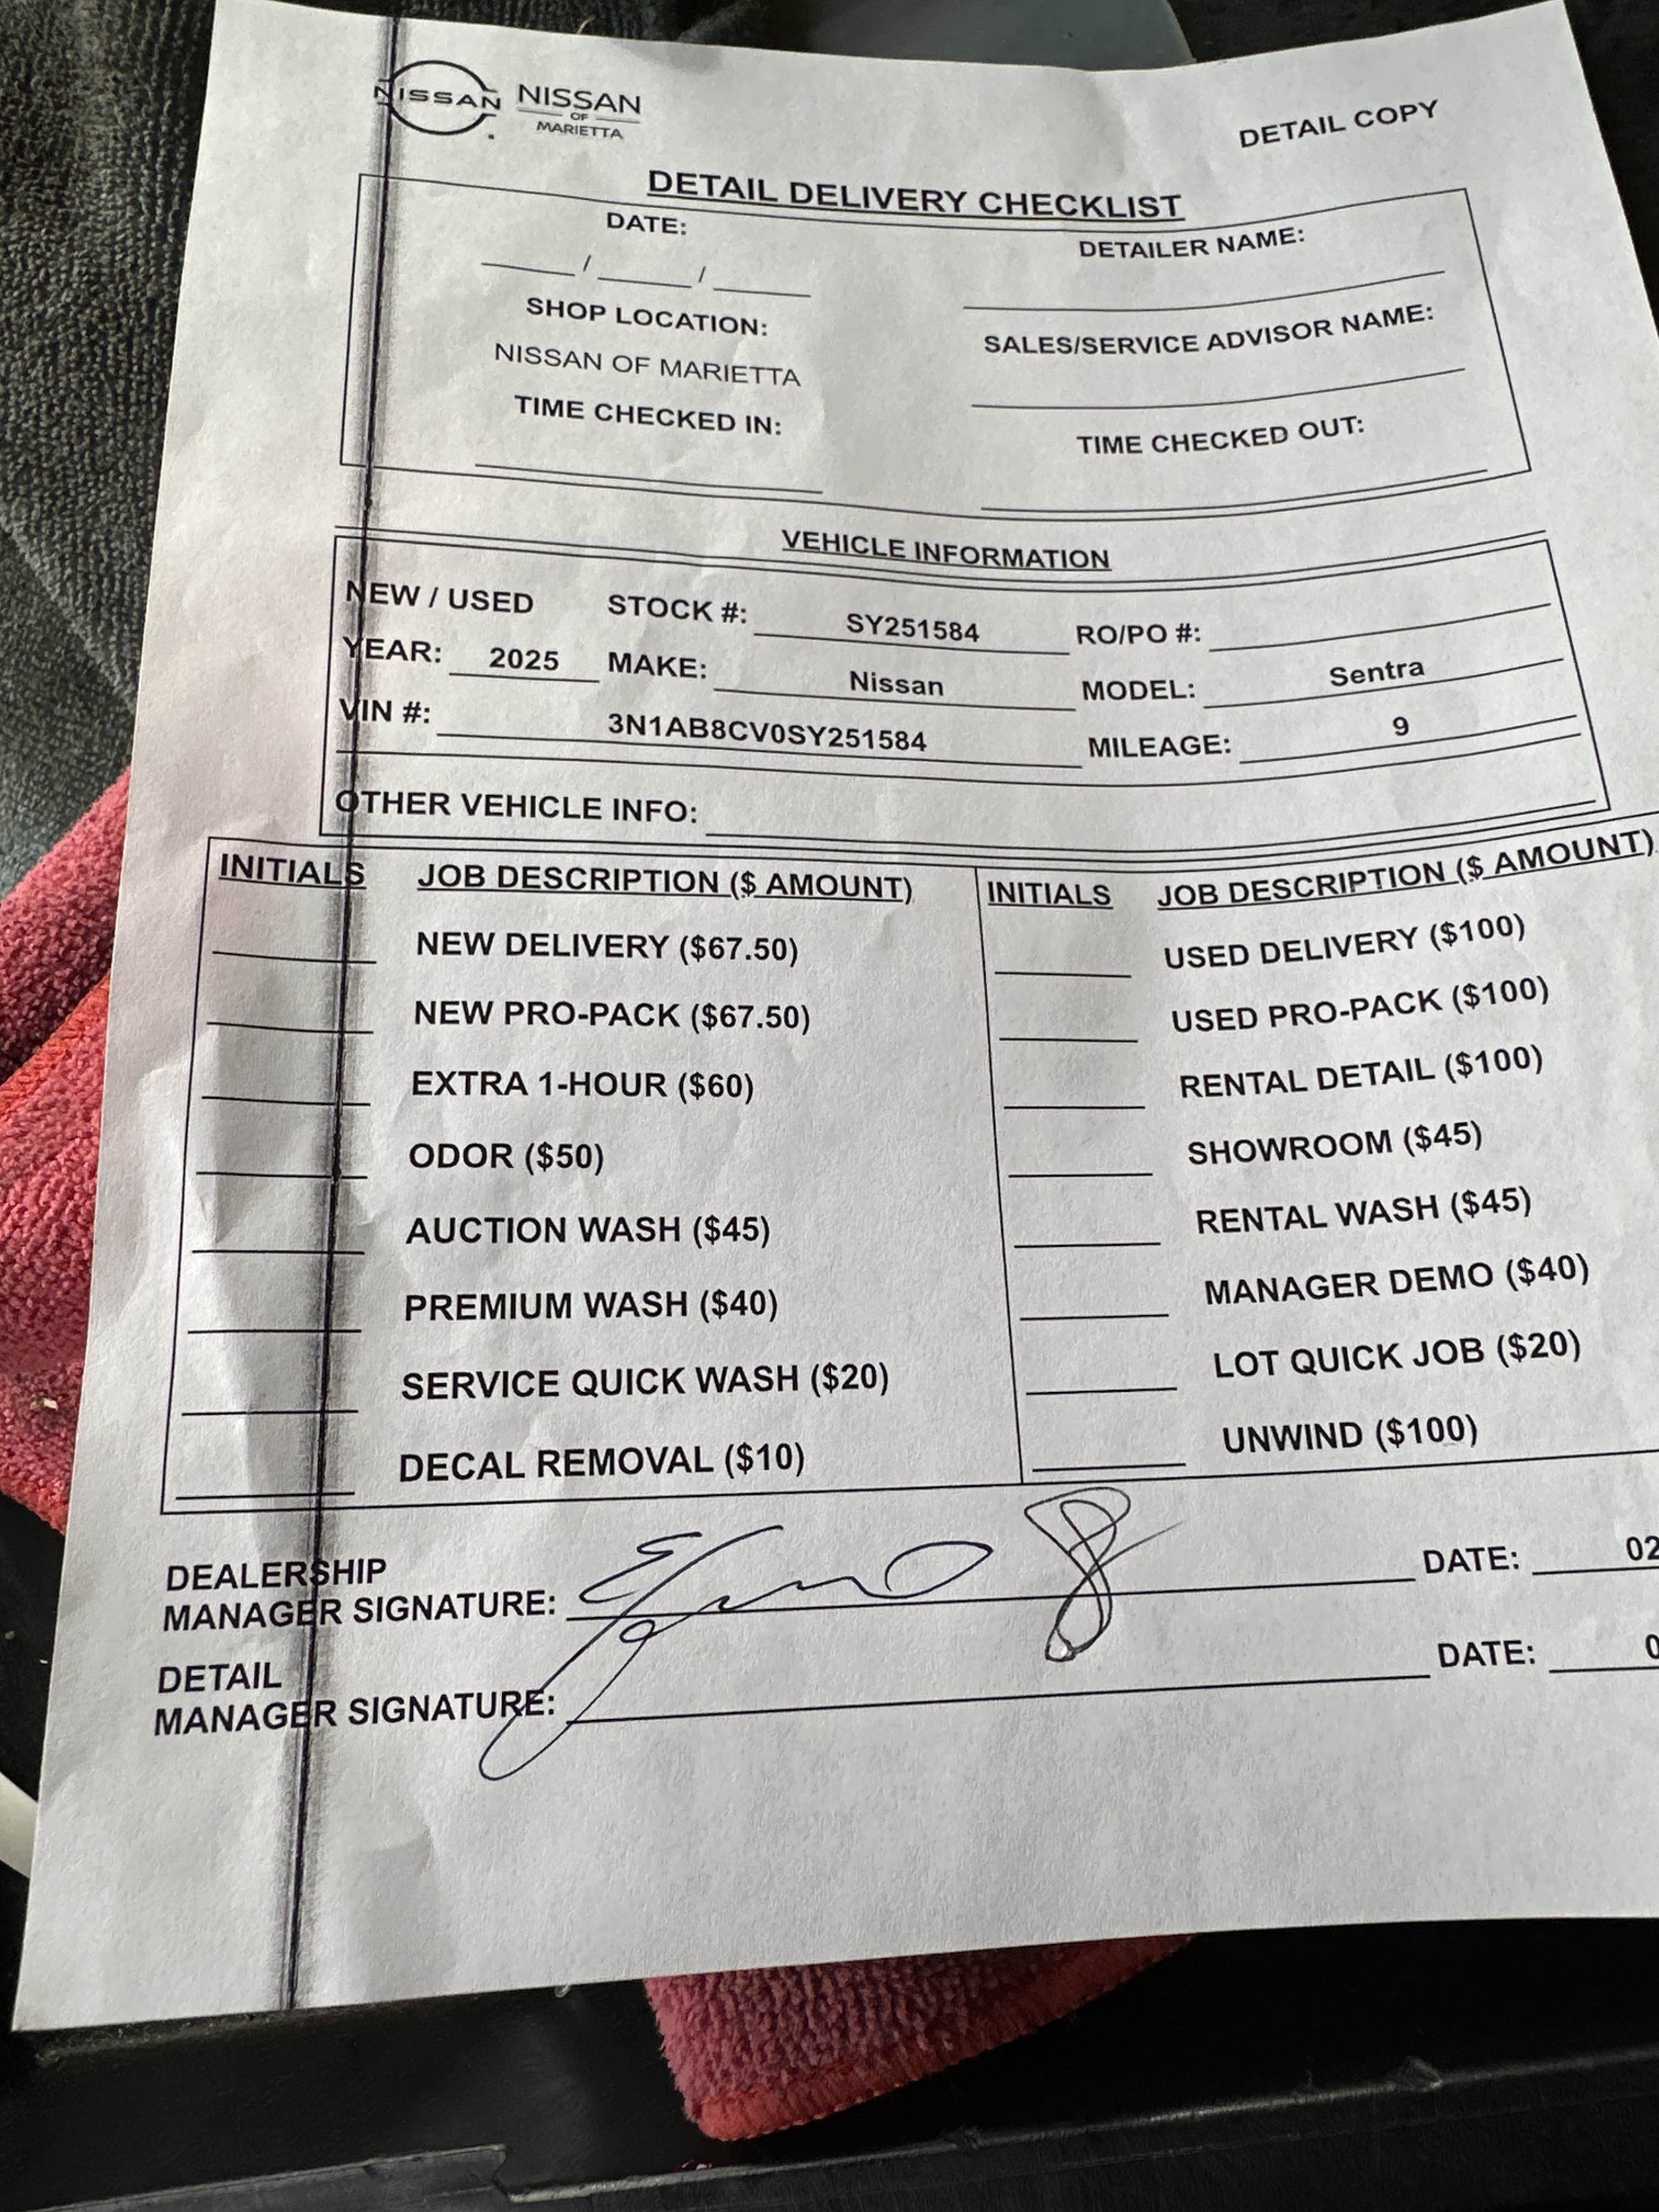 NISSAN NISSAN
OF
MARIETTA
DETAIL COPY
DETAIL DELIVERY CHECKLIST
DATE:
____/____/____
DETAILER NAME:
SHOP LOCATION:
NISSAN OF MARIETTA
SALES/SERVICE ADVISOR NAME:
TIME CHECKED IN:
TIME CHECKED OUT:
VEHICLE INFORMATION
NEW / USED STOCK #: SY251584 RO/PO #:
YEAR: 2025 MAKE: Nissan MODEL: Sentra
VIN #: 3N1AB8CV0SY251584 MILEAGE: 9
OTHER VEHICLE INFO:
INITIALS JOB DESCRIPTION ($ AMOUNT) INITIALS JOB DESCRIPTION ($ AMOUNT)
NEW DELIVERY ($67.50) USED DELIVERY ($100)
NEW PRO-PACK ($67.50) USED PRO-PACK ($100)
EXTRA 1-HOUR ($60) RENTAL DETAIL ($100)
ODOR ($50) SHOWROOM ($45)
AUCTION WASH ($45) RENTAL WASH ($45)
PREMIUM WASH ($40) MANAGER DEMO ($40)
SERVICE QUICK WASH ($20) LOT QUICK JOB ($20)
DECAL REMOVAL ($10) UNWIND ($100)
DEALERSHIP
MANAGER SIGNATURE: DATE: 02
DETAIL
MANAGER SIGNATURE: DATE: 0